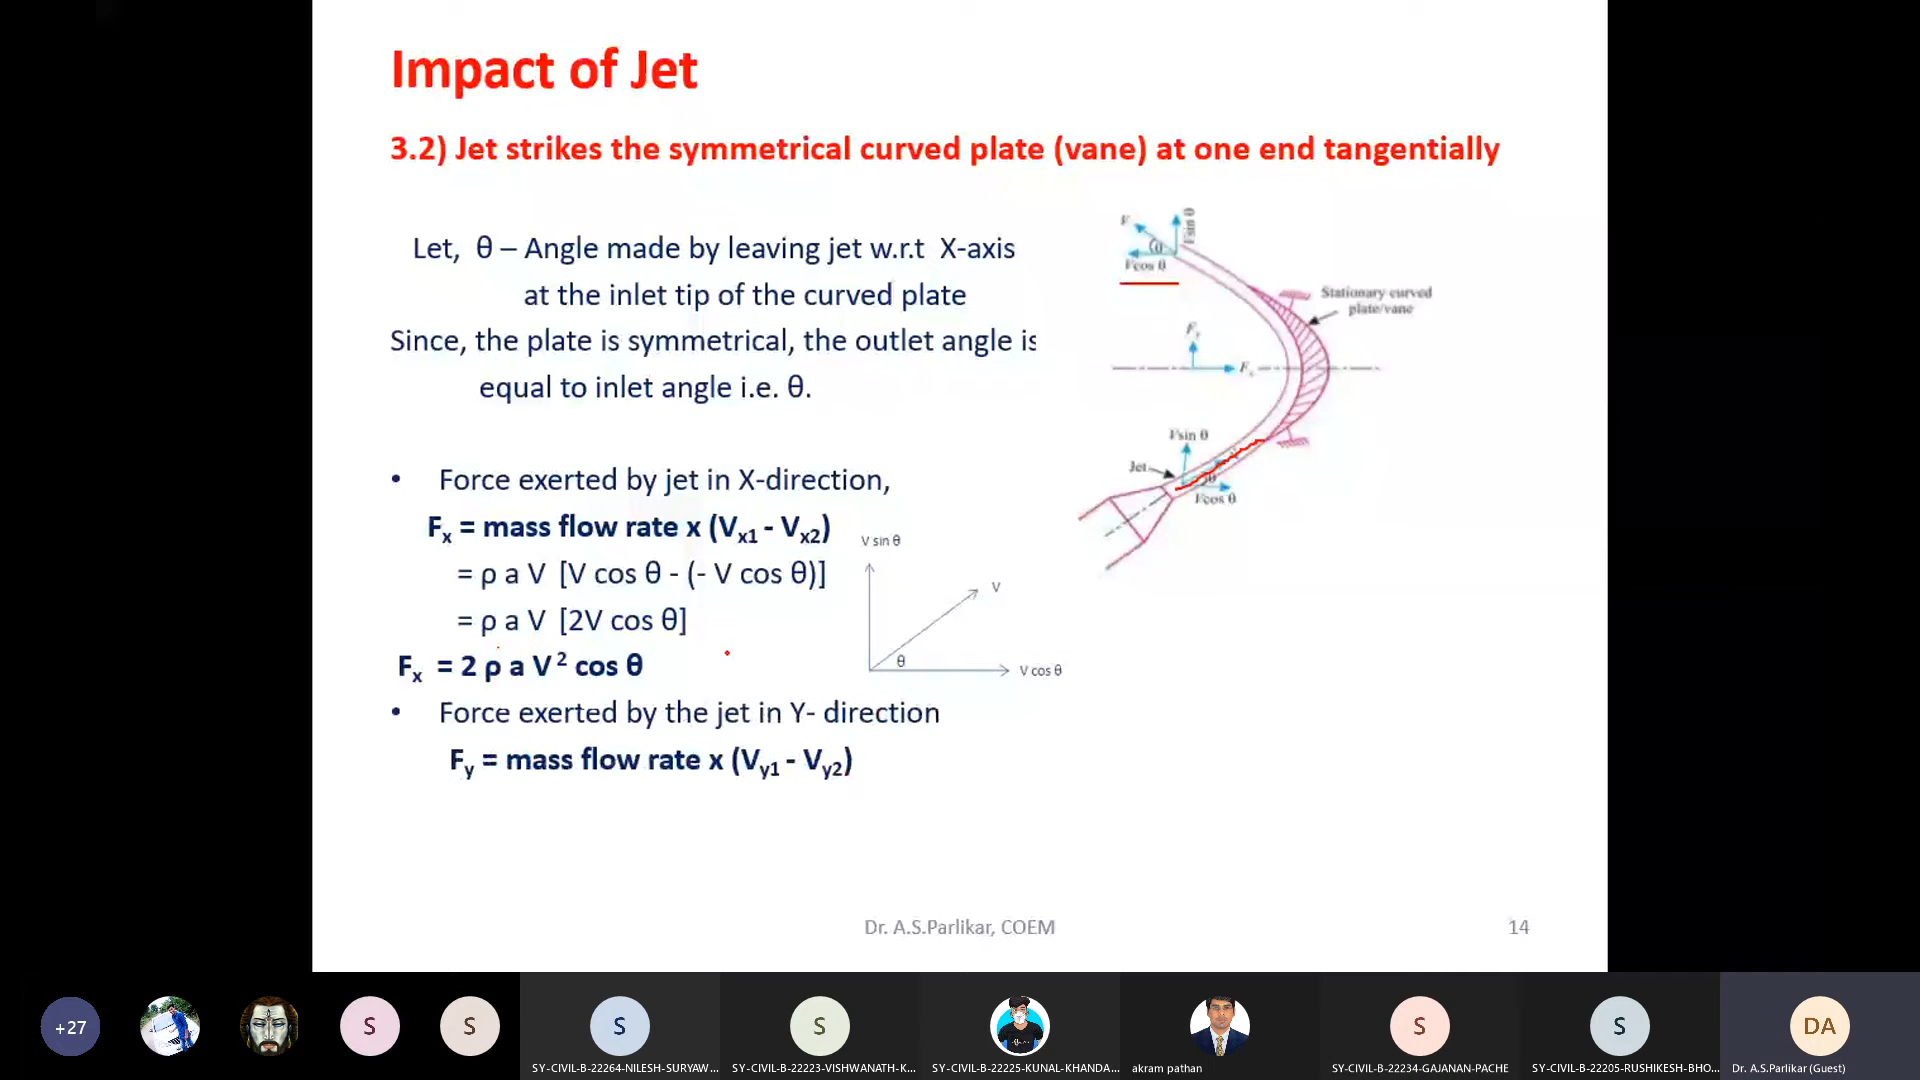 Impact of Jet
3.2) Jet strikes the symmetrical curved plate (vane) at one end tangentially
Let, θ – Angle made by leaving jet w.r.t X-axis
at the inlet tip of the curved plate
Since, the plate is symmetrical, the outlet angle is
equal to inlet angle i.e. θ.
• Force exerted by jet in X-direction,
Fx = mass flow rate x (Vx1 - Vx2)
= ρ a V [V cos θ - (- V cos θ)]
= ρ a V [2V cos θ]
Fx = 2 ρ a V² cos θ
• Force exerted by the jet in Y- direction
Fy = mass flow rate x (Vy1 - Vy2)
V sin θ
V
θ
V cos θ
V
Vsin θ
θ
Vcos θ
Stationary curved
plate/vane
Fy
Fx
Vsin θ
Jet
θ
Vcos θ
Dr. A.S.Parlikar, COEM
14
+27
S
S
S
S
S
S
DA
SY-CIVIL-B-22264-NILESH-SURYAW...
SY-CIVIL-B-22223-VISHWANATH-K...
SY-CIVIL-B-22225-KUNAL-KHANDA...
akram pathan
SY-CIVIL-B-22234-GAJANAN-PACHE
SY-CIVIL-B-22205-RUSHIKESH-BHO...
Dr. A.S.Parlikar (Guest)